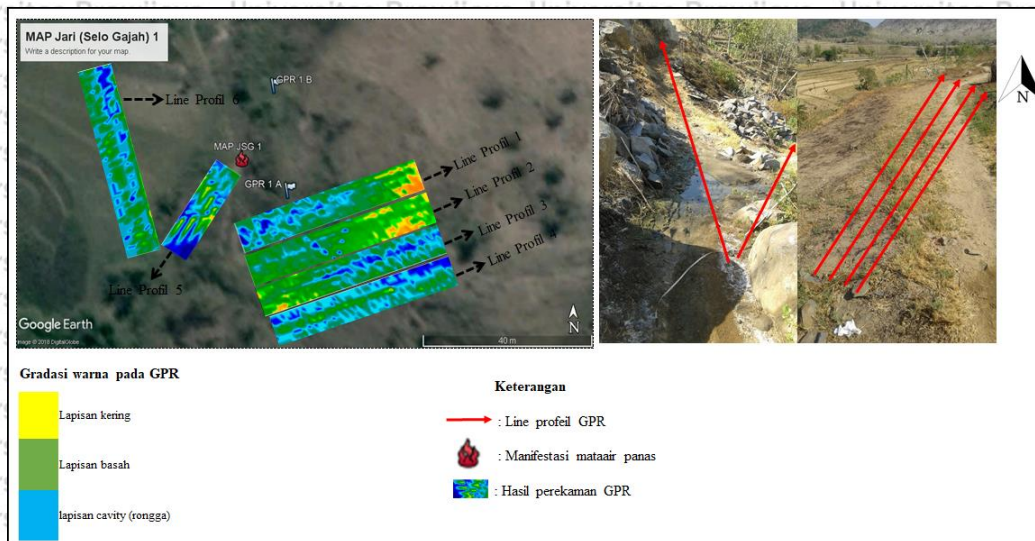 MAP Jari (Selo Gajah) 1
Write a description for your map.
GPR 1 B
Line Profil 6
MAP JSG 1
GPR 1 A
Line Profil 1
Line Profil 2
Line Profil 3
Line Profil 4
Line Profil 5
Google Earth
Image © 2018 DigitalGlobe
N
40 m
N
Gradasi warna pada GPR
Lapisan kering
Lapisan basah
lapisan cavity (rongga)
Keterangan
: Line profeil GPR
: Manifestasi mataair panas
: Hasil perekaman GPR